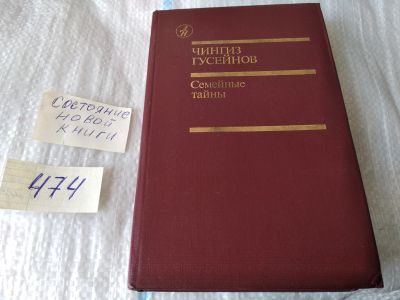 ЧИНГИЗ
ГУСЕЙНОВ
Семейные
тайны
Состояние
новой
книги
474